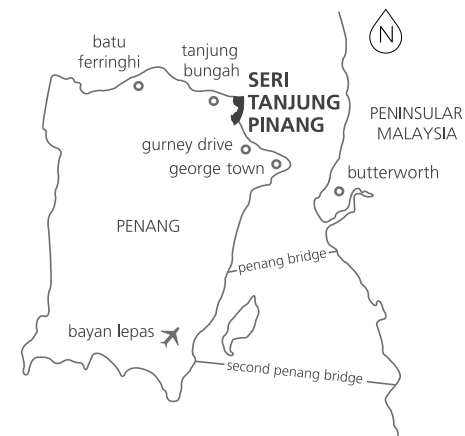 N
batu
ferringhi
tanjung
bungah
SERI
TANJUNG
PINANG
PENINSULAR
MALAYSIA
gurney drive
george town
butterworth
PENANG
penang bridge
bayan lepas
second penang bridge